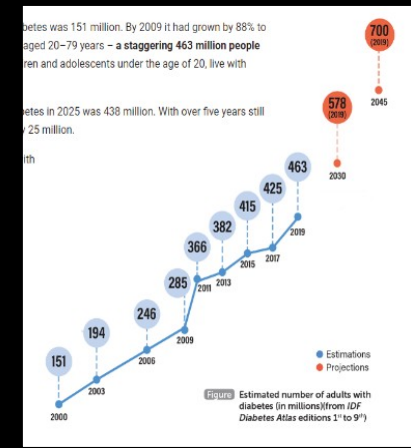 betes was 151 million. By 2009 it had grown by 88% to
aged 20–79 years – a staggering 463 million people
ren and adolescents under the age of 20, live with
betes in 2025 was 438 million. With over five years still
25 million.
ith
700
(2019)
2045
578
(2019)
2030
463
2019
425
2017
415
2015
382
2013
366
2011
285
2009
246
2006
194
2003
151
2000
Estimations
Projections
Figure Estimated number of adults with
diabetes (in millions)(from IDF
Diabetes Atlas editions 1st to 9th)